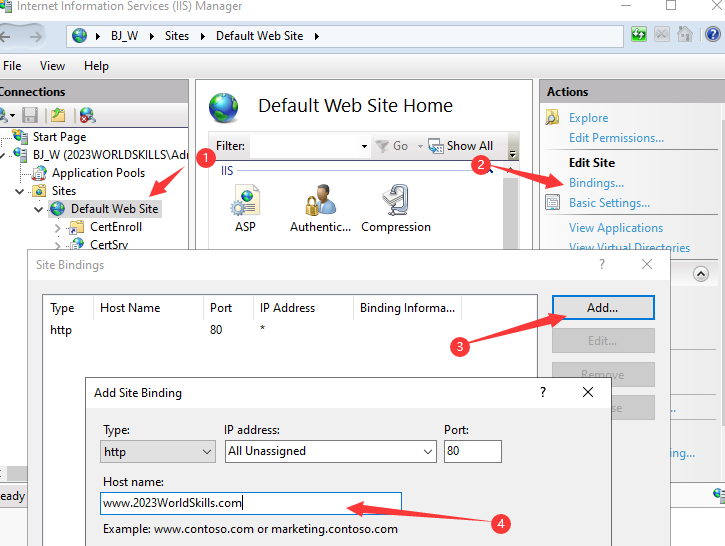 Internet Information Services (IIS) Manager
BJ_W
Sites
Default Web Site
File View Help
Connections
Start Page
BJ_W (2023WORLDSKILLS\Adr
Application Pools
Sites
Default Web Site
CertEnroll
CertSrv
1
Default Web Site Home
Filter: Go Show All
IIS
ASP Authentic... Compression
2
Actions
Explore
Edit Permissions...
Edit Site
Bindings...
Basic Settings...
View Applications
View Virtual Directories
Site Bindings ?
Type Host Name Port IP Address Binding Informa...
http 80 *
Add...
3
Edit...
Remove
se
Add Site Binding ?
Type: IP address: Port:
http All Unassigned 80
Host name:
www.2023WorldSkills.com
4
Example: www.contoso.com or marketing.contoso.com
eady
ng...